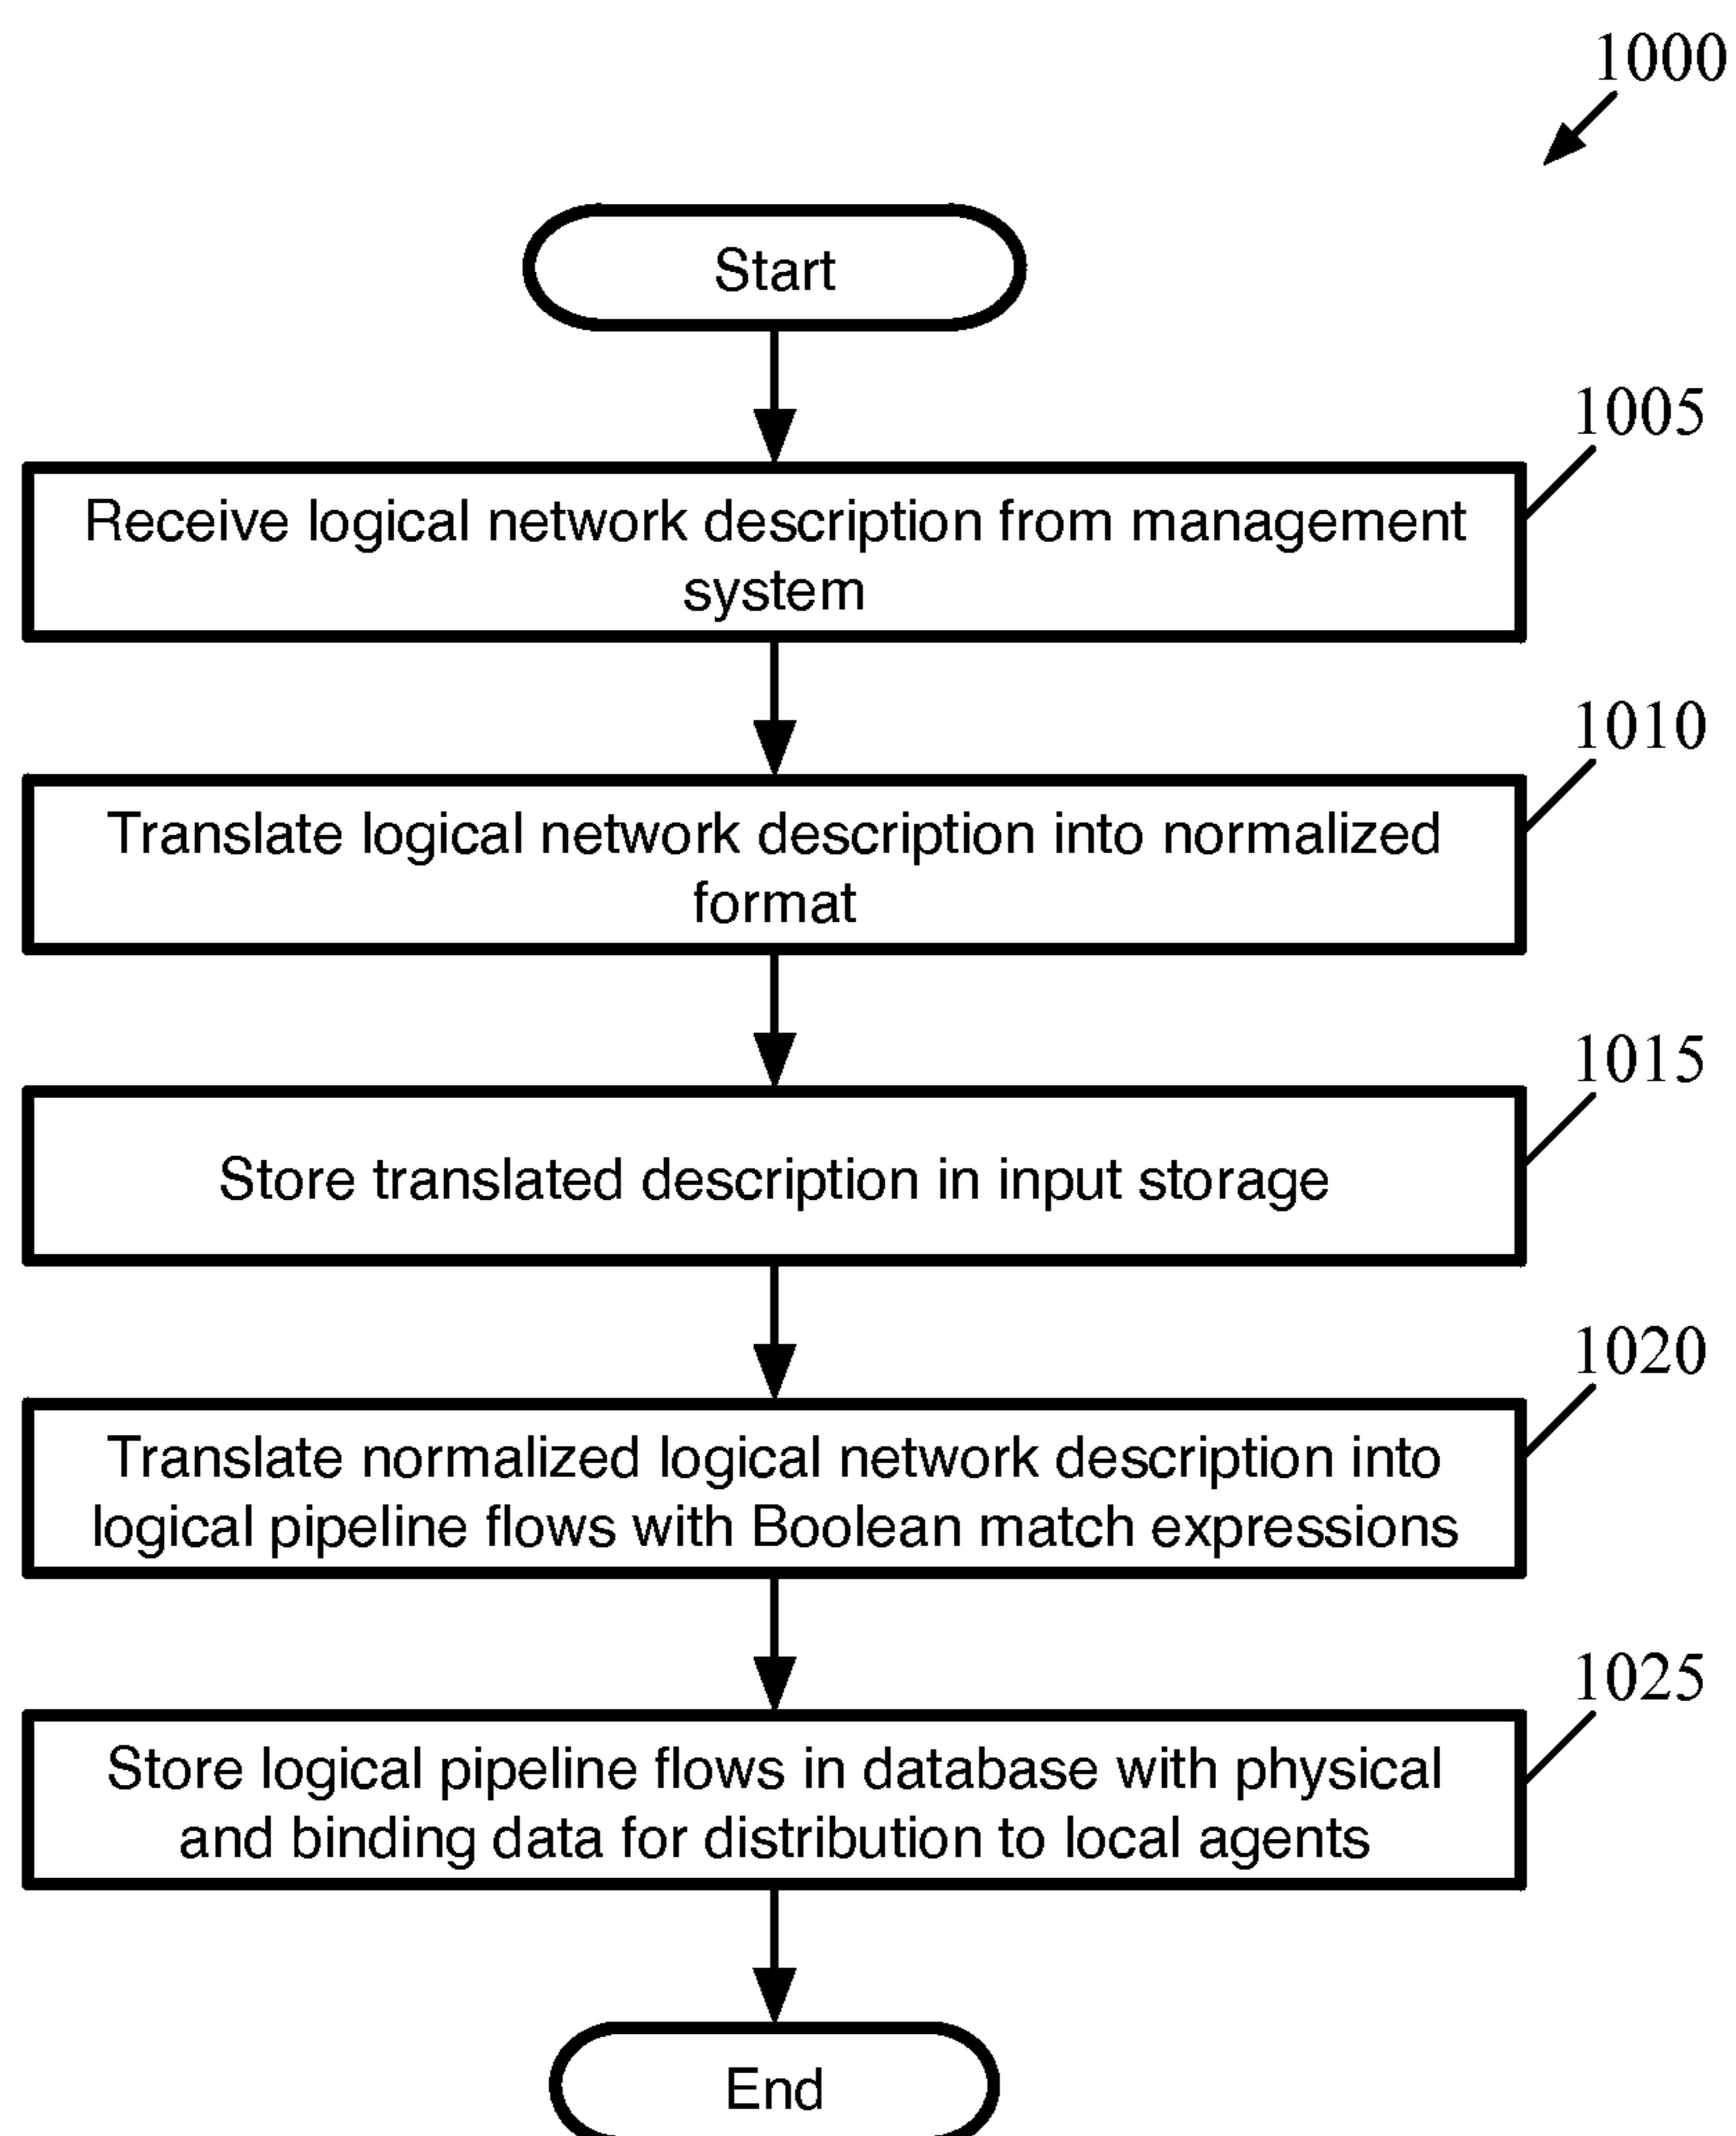 1000
Start
1005
Receive logical network description from management
system
1010
Translate logical network description into normalized
format
1015
Store translated description in input storage
1020
Translate normalized logical network description into
logical pipeline flows with Boolean match expressions
1025
Store logical pipeline flows in database with physical
and binding data for distribution to local agents
End